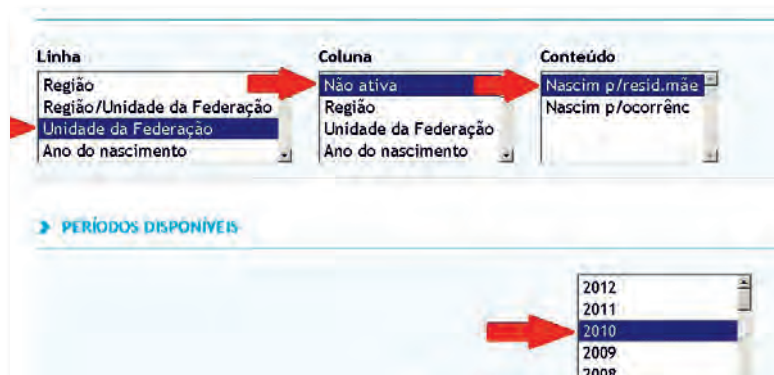 Linha
Região
Região/Unidade da Federação
Unidade da Federação
Ano do nascimento
Coluna
Não ativa
Região
Unidade da Federação
Ano do nascimento
Conteúdo
Nascim p/resid.mãe
Nascim p/ocorrênc
PERÍODOS DISPONÍVEIS
2012
2011
2010
2009
2008